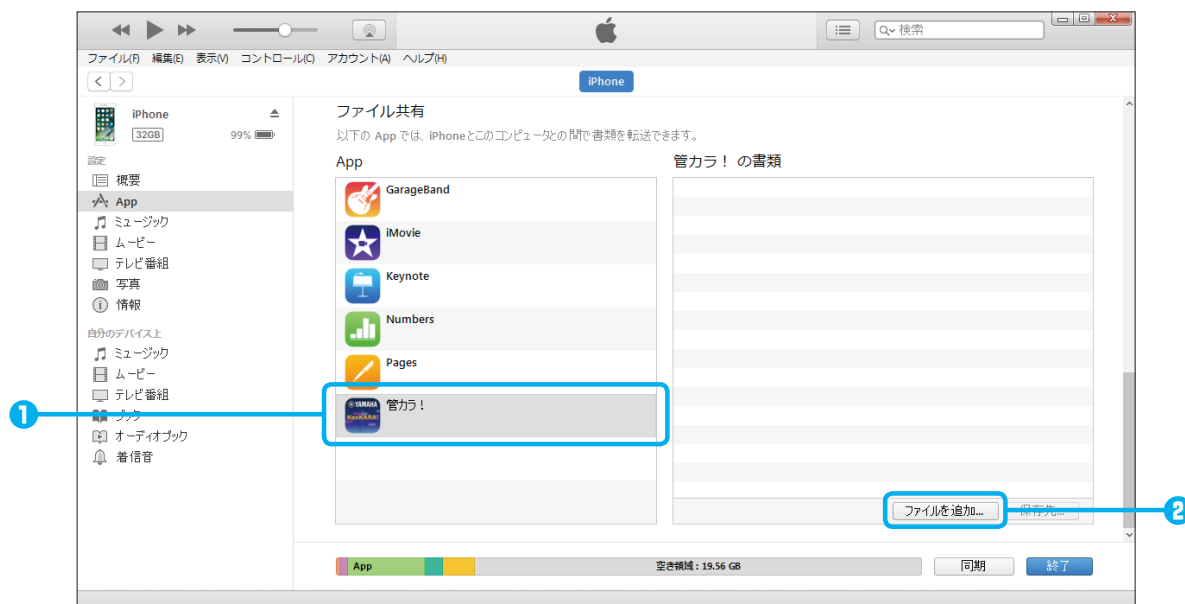 検索
ファイル(F) 編集(E) 表示(V) コントロール(C) アカウント(A) ヘルプ(H)
iPhone
iPhone
32GB 99%
設定
概要
App
ミュージック
ムービー
テレビ番組
写真
情報
自分のデバイス上
ミュージック
ムービー
テレビ番組
ブック
オーディオブック
着信音
ファイル共有
以下の App では、iPhoneとこのコンピュータとの間で書類を転送できます。
App
GarageBand
iMovie
Keynote
Numbers
Pages
YAMAHA
KanKARA!
管カラ！
管カラ！ の書類
ファイルを追加... 保存先...
1
2
App 空き領域 : 19.56 GB 同期 終了